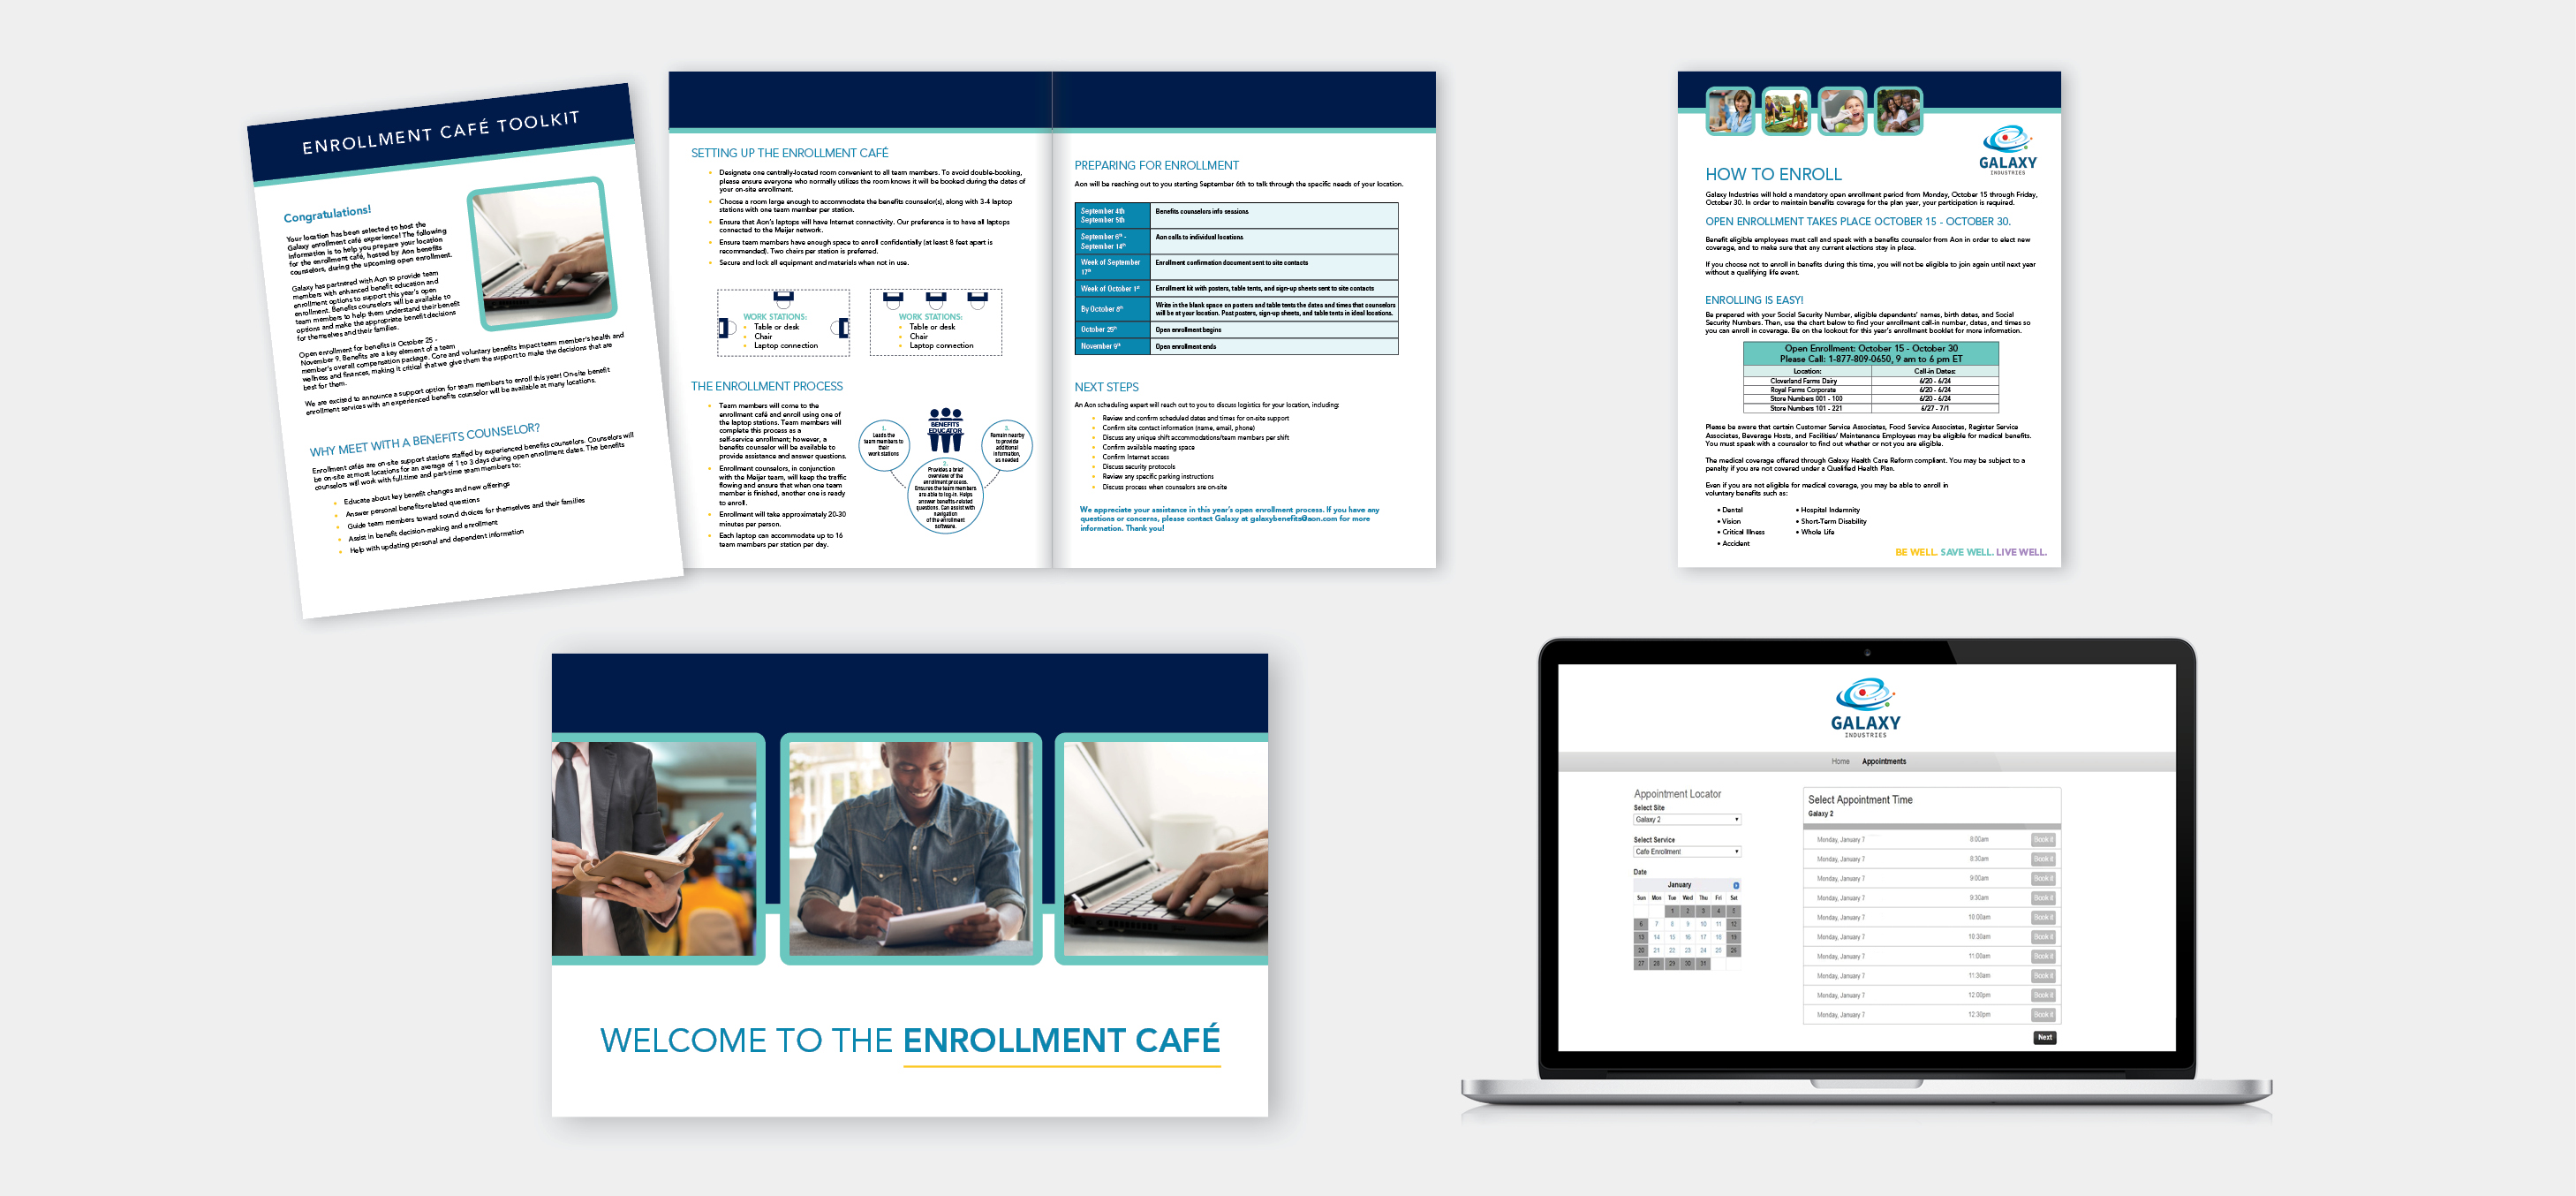 ENROLLMENT CAFÉ TOOLKIT
Congratulations!
Your location has been selected to host the
Galaxy enrollment café experience! The following
information is to help you prepare your location
for the enrollment café, hosted by Aon benefits
counselors, during the upcoming open enrollment.
Galaxy has partnered with Aon to provide team
members with enhanced benefit education and
enrollment options to support this year's open
enrollment. Benefits counselors will be available to
team members to help them understand their benefit
options and make the appropriate benefit decisions
for themselves and their families.
Open enrollment for benefits is October 25 -
November 9. Benefits are a key element of a team
member's overall compensation package. Core and voluntary benefits impact team member's health and
wellness and finances, making it critical that we give them the support to make the decisions that are
best for them.
We are excited to announce a support option for team members to enroll this year! On-site benefit
enrollment services with an experienced benefits counselor will be available at many locations.
WHY MEET WITH A BENEFITS COUNSELOR?
Enrollment cafés are on-site support stations staffed by experienced benefits counselors. Counselors will
be on-site at most locations for an average of 1 to 3 days during open enrollment dates. The benefits
counselors will work with full-time and part-time team members to:
• Educate about key benefit changes and new offerings
• Answer personal benefits-related questions
• Guide team members toward sound choices for themselves and their families
• Assist in benefit decision-making and enrollment
• Help with updating personal and dependent information
SETTING UP THE ENROLLMENT CAFÉ
• Designate one centrally-located room convenient to all team members. To avoid double-booking,
please ensure everyone who normally utilizes the room knows it will be booked during the dates of
your on-site enrollment.
• Choose a room large enough to accommodate the benefits counselor(s), along with 3-4 laptop
stations with one team member per station.
• Ensure that Aon's laptops will have Internet connectivity. Our preference is to have all laptops
connected to the Meijer network.
• Ensure team members have enough space to enroll confidentially (at least 8 feet apart is
recommended). Two chairs per station is preferred.
• Secure and lock all equipment and materials when not in use.
WORK STATIONS:
• Table or desk
• Chair
• Laptop connection
WORK STATIONS:
• Table or desk
• Chair
• Laptop connection
THE ENROLLMENT PROCESS
• Team members will come to the
enrollment café and enroll using one of
the laptop stations. Team members will
complete this process as a
self-service enrollment; however, a
benefits counselor will be available to
provide assistance and answer questions.
• Enrollment counselors, in conjunction
with the Meijer team, will keep the traffic
flowing and ensure that when one team
member is finished, another one is ready
to enroll.
• Enrollment will take approximately 20-30
minutes per person.
• Each laptop can accommodate up to 16
team members per station per day.
BENEFITS
EDUCATOR
1.
Leads the
team members to
their
work stations
2.
Provides a brief
overview of the
enrollment process.
Ensures the team members
are able to log-in. Helps
answer benefits-related
questions. Can assist with
navigation
of the enrollment
software.
3.
Remain nearby
to provide
additional
information,
as needed
PREPARING FOR ENROLLMENT
Aon will be reaching out to you starting September 6th to talk through the specific needs of your location.
September 4th
September 5th
Benefits counselors info sessions
September 6th -
September 14th
Aon calls to individual locations
Week of September
17th
Enrollment confirmation document sent to site contacts
Week of October 1st
Enrollment kit with posters, table tents, and sign-up sheets sent to site contacts
By October 8th
Write in the blank space on posters and table tents the dates and times that counselors
will be at your location. Post posters, sign-up sheets, and table tents in ideal locations.
October 25th
Open enrollment begins
November 9th
Open enrollment ends
NEXT STEPS
An Aon scheduling expert will reach out to you to discuss logistics for your location, including:
• Review and confirm scheduled dates and times for on-site support
• Confirm site contact information (name, email, phone)
• Discuss any unique shift accommodations/team members per shift
• Confirm available meeting space
• Confirm Internet access
• Discuss security protocols
• Review any specific parking instructions
• Discuss process when counselors are on-site
We appreciate your assistance in this year's open enrollment process. If you have any
questions or concerns, please contact Galaxy at galaxybenefits@aon.com for more
information. Thank you!
GALAXY
INDUSTRIES
HOW TO ENROLL
Galaxy Industries will hold a mandatory open enrollment period from Monday, October 15 through Friday,
October 30. In order to maintain benefits coverage for the plan year, your participation is required.
OPEN ENROLLMENT TAKES PLACE OCTOBER 15 - OCTOBER 30.
Benefit eligible employees must call and speak with a benefits counselor from Aon in order to elect new
coverage, and to make sure that any current elections stay in place.
If you choose not to enroll in benefits during this time, you will not be eligible to join again until next year
without a qualifying life event.
ENROLLING IS EASY!
Be prepared with your Social Security Number, eligible dependents' names, birth dates, and Social
Security Numbers. Then, use the chart below to find your enrollment call-in number, dates, and times so
you can enroll in coverage. Be on the lookout for this year's enrollment booklet for more information.
Open Enrollment: October 15 - October 30
Please Call: 1-877-809-0650, 9 am to 6 pm ET
Location: Call-in Dates:
Cloverland Farms Dairy 6/20 - 6/24
Royal Farms Corporate 6/20 - 6/24
Store Numbers 001 - 100 6/20 - 6/24
Store Numbers 101 - 221 6/27 - 7/1
Please be aware that certain Customer Service Associates, Food Service Associates, Register Service
Associates, Beverage Hosts, and Facilities/ Maintenance Employees may be eligible for medical benefits.
You must speak with a counselor to find out whether or not you are eligible.
The medical coverage offered through Galaxy Health Care Reform compliant. You may be subject to a
penalty if you are not covered under a Qualified Health Plan.
Even if you are not eligible for medical coverage, you may be able to enroll in
voluntary benefits such as:
• Dental
• Vision
• Critical Illness
• Accident
• Hospital Indemnity
• Short-Term Disability
• Whole Life
BE WELL. SAVE WELL. LIVE WELL.
WELCOME TO THE ENROLLMENT CAFÉ
GALAXY
INDUSTRIES
Home Appointments
Appointment Locator
Select Site
Galaxy 2
Select Service
Cafe Enrollment
Date
January
Sun Mon Tue Wed Thu Fri Sat
1 2 3 4 5
6 7 8 9 10 11 12
13 14 15 16 17 18 19
20 21 22 23 24 25 26
27 28 29 30 31
Select Appointment Time
Galaxy 2
Monday, January 7 8:00am Book it
Monday, January 7 8:30am Book it
Monday, January 7 9:00am Book it
Monday, January 7 9:30am Book it
Monday, January 7 10:00am Book it
Monday, January 7 10:30am Book it
Monday, January 7 11:00am Book it
Monday, January 7 11:30am Book it
Monday, January 7 12:00pm Book it
Monday, January 7 12:30pm Book it
Next